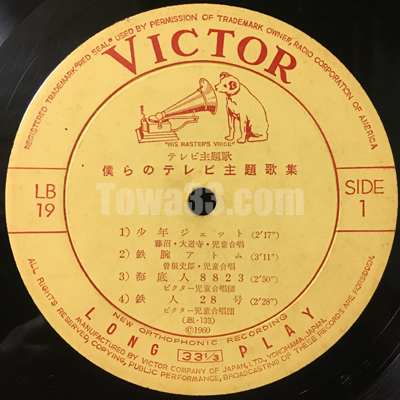 REGISTERED TRADEMARK "RED SEAL" USED BY PERMISSION OF TRADEMARK OWNER, RADIO CORPORATION OF AMERICA
VICTOR
"HIS MASTER'S VOICE"
テレビ主題歌
僕らのテレビ主題歌集
LB
19
SIDE
1
Towa33.com
1) 少年ジェット (2'17")
藤沼・大道寺・児童合唱
2) 鉄腕アトム (3'11")
曽根史郎・児童合唱
3) 海底人8823 (2'50")
ビクター児童合唱団
4) 鉄人28号 (2'28")
ビクター児童合唱団
(JBL-133)
©1960
NEW ORTHOPHONIC RECORDING
LONG 33 1/3 PLAY
MANUFACTURED BY VICTOR COMPANY OF JAPAN, LTD., YOKOHAMA, JAPAN.
ALL RIGHTS RESERVED, COPYING, PUBLIC PERFORMANCE, BROADCASTING OF THESE RECORDS ARE FORBIDDEN.